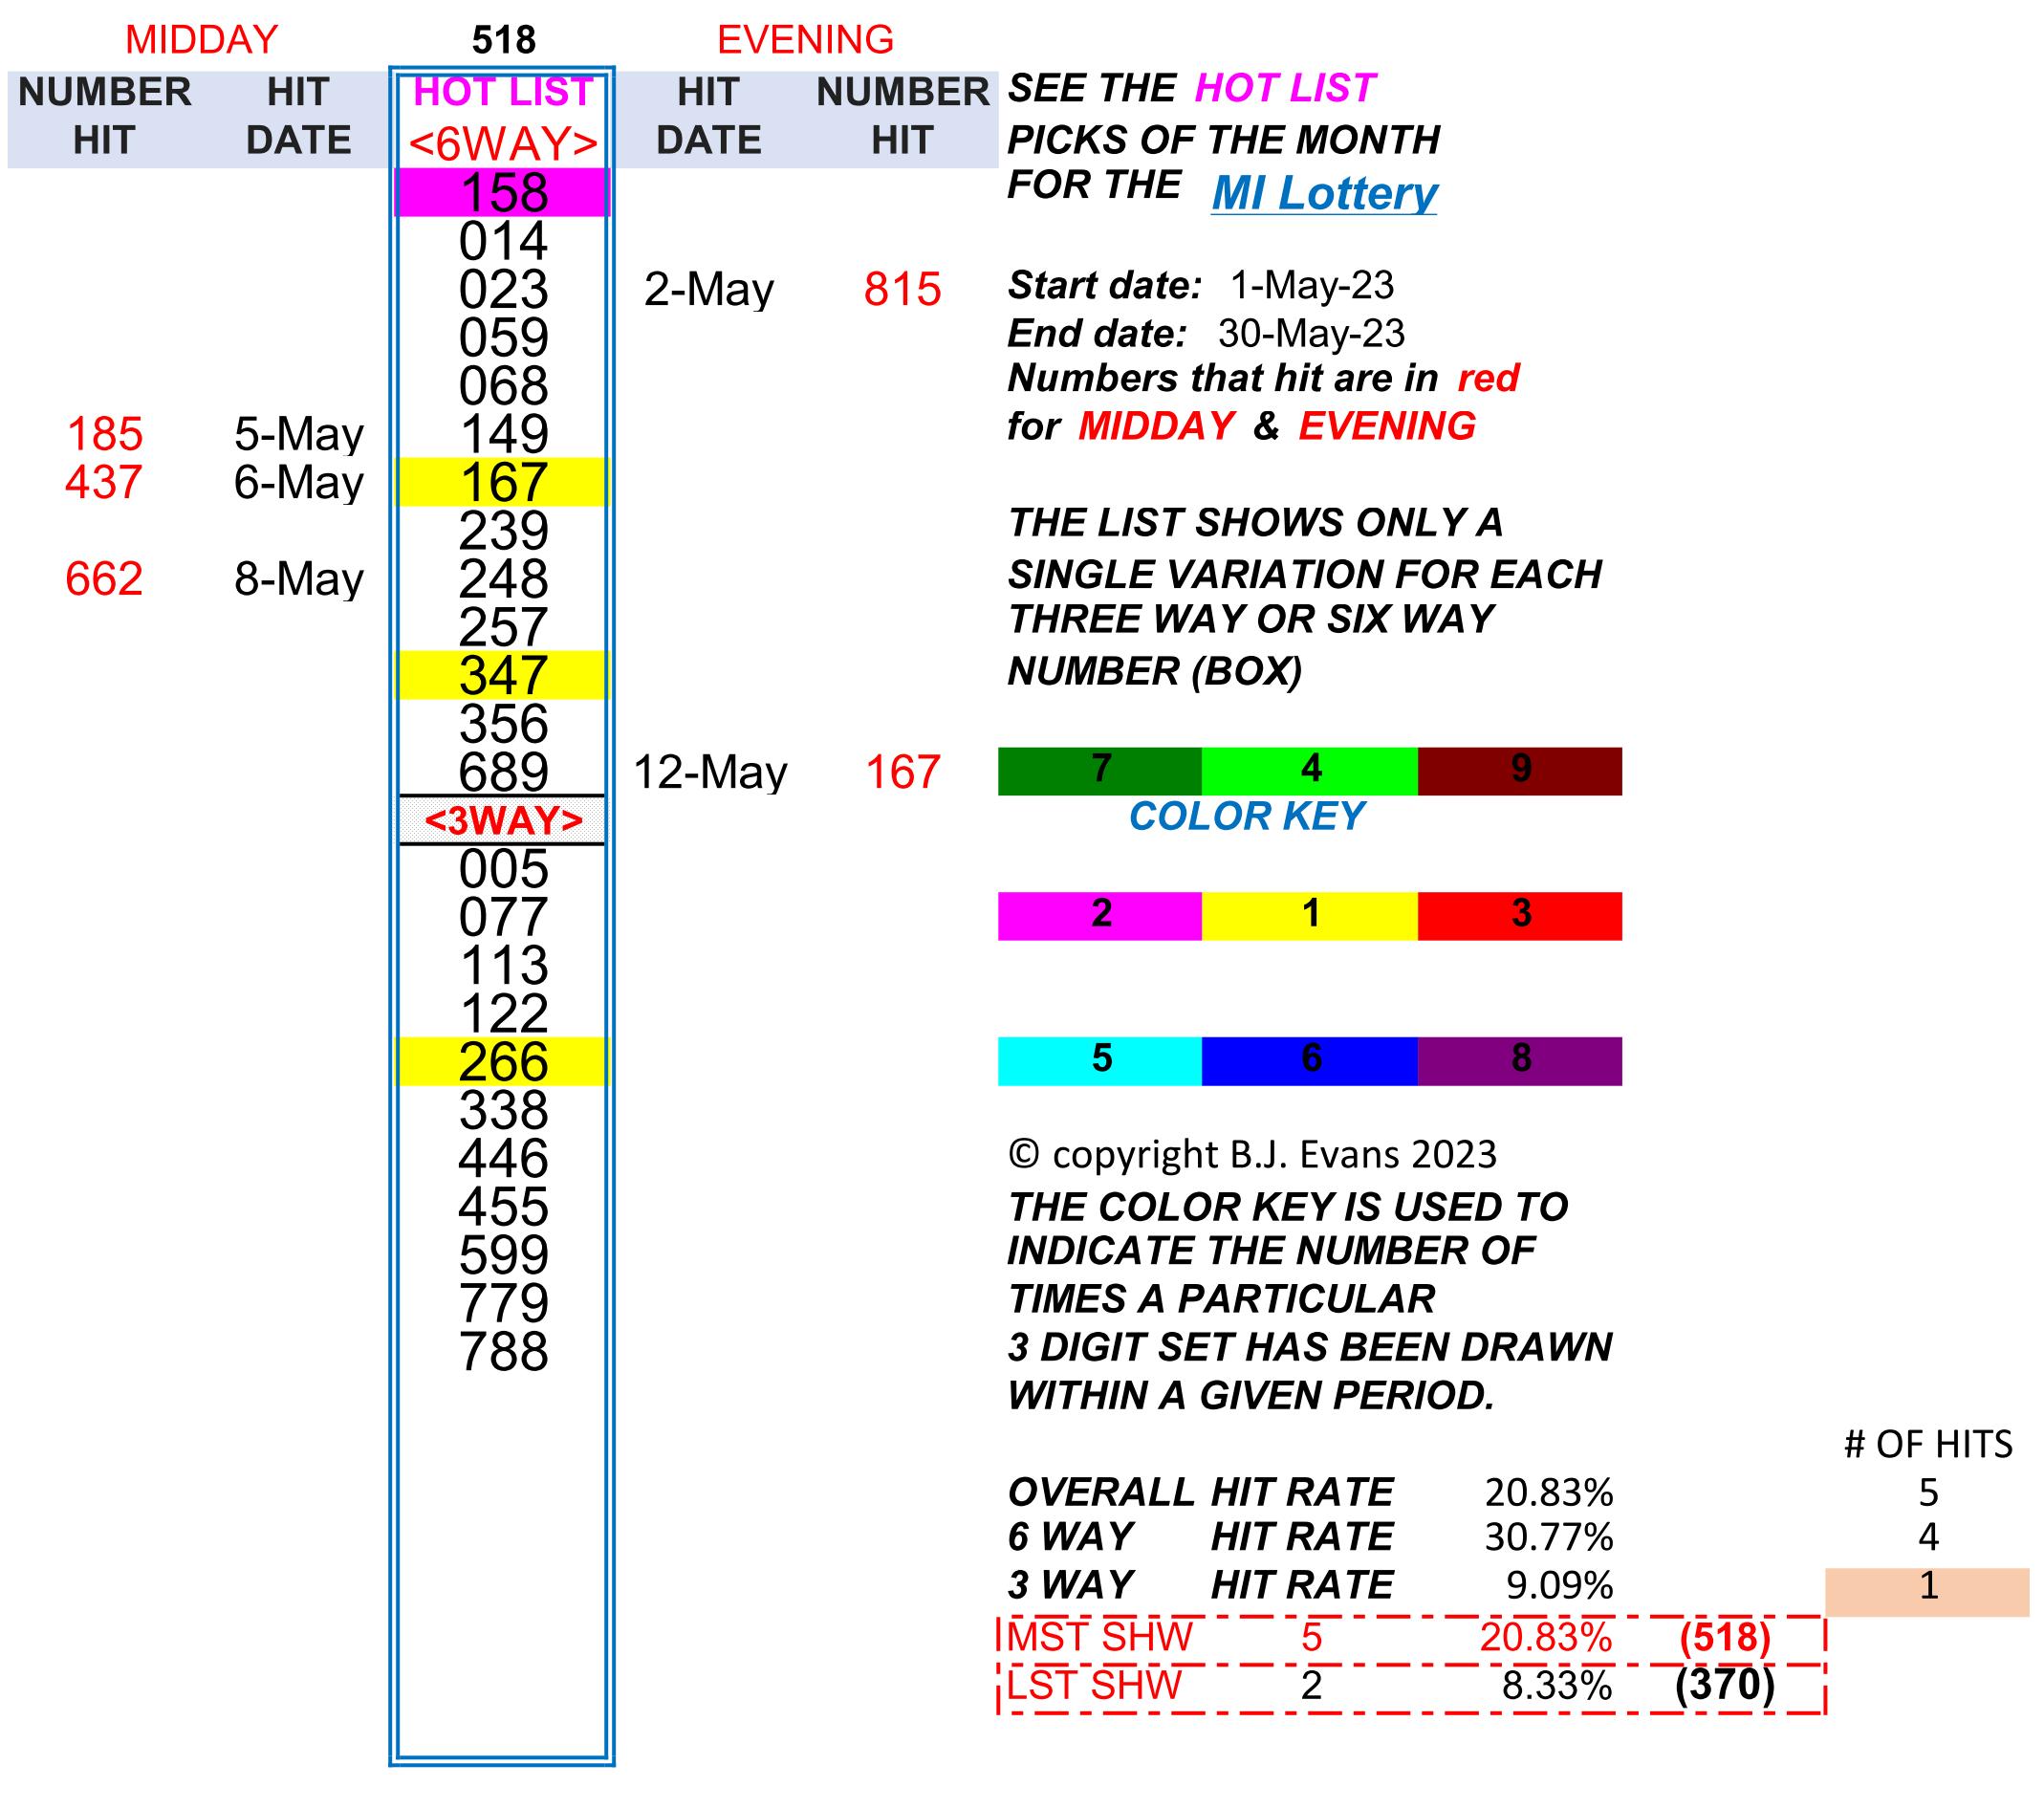 MIDDAY 518 EVENING
NUMBER HIT HOT LIST HIT NUMBER SEE THE HOT LIST
HIT DATE <6WAY> DATE HIT PICKS OF THE MONTH
158 FOR THE MI Lottery
014
023 2-May 815 Start date: 1-May-23
059 End date: 30-May-23
068 Numbers that hit are in red
185 5-May 149 for MIDDAY & EVENING
437 6-May 167
239 THE LIST SHOWS ONLY A
662 8-May 248 SINGLE VARIATION FOR EACH
257 THREE WAY OR SIX WAY
347 NUMBER (BOX)
356
689 12-May 167 7 4 9
<3WAY> COLOR KEY
005
077 2 1 3
113
122
266 5 6 8
338
446 © copyright B.J. Evans 2023
455 THE COLOR KEY IS USED TO
599 INDICATE THE NUMBER OF
779 TIMES A PARTICULAR
788 3 DIGIT SET HAS BEEN DRAWN
WITHIN A GIVEN PERIOD.
# OF HITS
OVERALL HIT RATE 20.83% 5
6 WAY HIT RATE 30.77% 4
3 WAY HIT RATE 9.09% 1
MST SHW 5 20.83% (518)
LST SHW 2 8.33% (370)